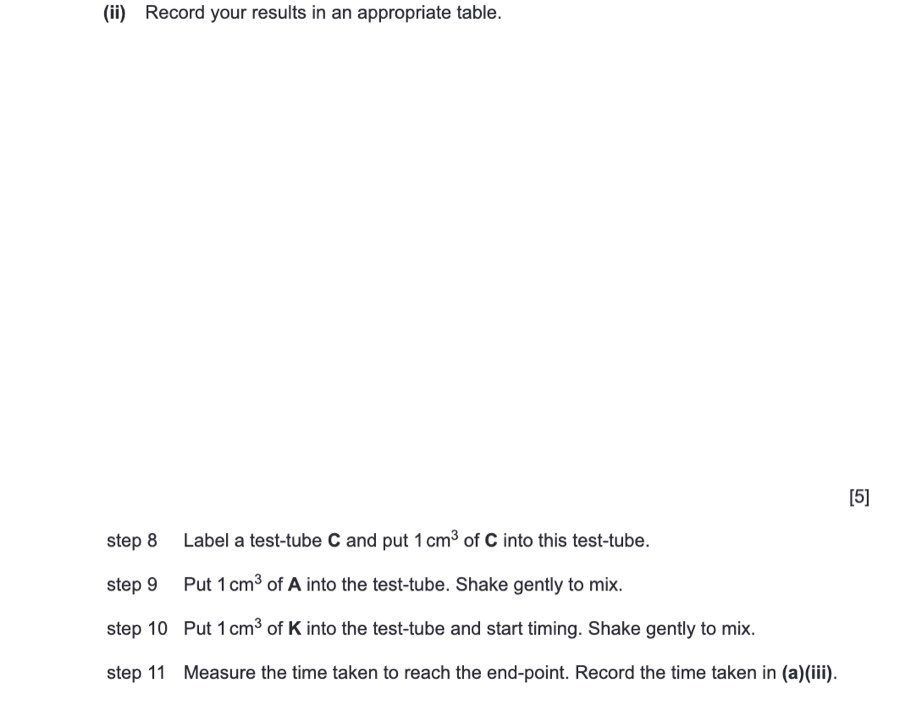 (ii) Record your results in an appropriate table.
[5]
step 8 Label a test-tube C and put 1 cm³ of C into this test-tube.
step 9 Put 1 cm³ of A into the test-tube. Shake gently to mix.
step 10 Put 1 cm³ of K into the test-tube and start timing. Shake gently to mix.
step 11 Measure the time taken to reach the end-point. Record the time taken in (a)(iii).